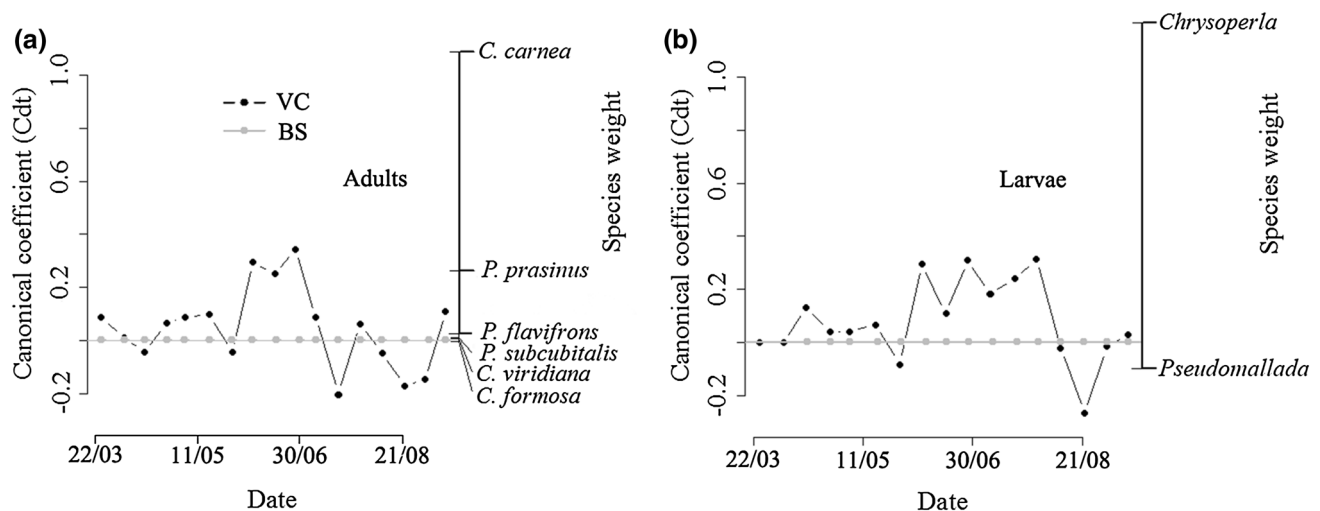 (a)
Canonical coefficient (Cdt)
1.0
0.6
0.2
-0.2
VC
BS
Adults
C. carnea
P. prasinus
P. flavifrons
P. subcubitalis
C. viridiana
C. formosa
Species weight
22/03 11/05 30/06 21/08
Date
(b)
Canonical coefficient (Cdt)
1.0
0.6
0.2
-0.2
Larvae
Chrysoperla
Pseudomallada
Species weight
22/03 11/05 30/06 21/08
Date